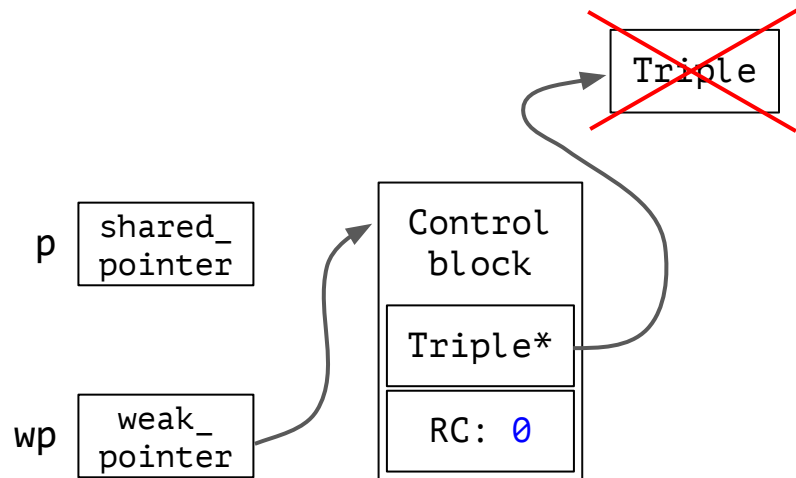 Triple
p
shared_
pointer
Control
block
Triple*
wp
weak_
pointer
RC: 0